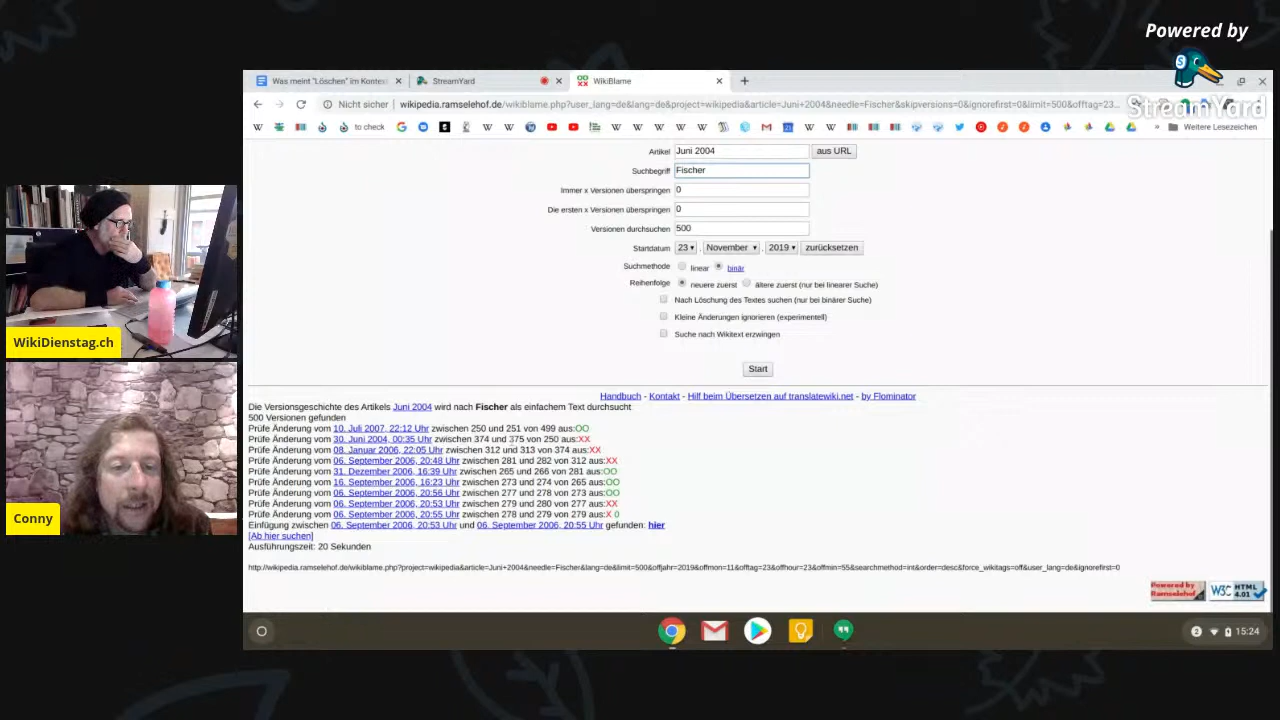 Powered by
StreamYard
Was meint "Löschen" im Kontex
StreamYard
WikiBlame
Nicht sicher
wikipedia.ramselehof.de/wikiblame.php?user_lang=de&lang=de&project=wikipedia&article=Juni+2004&needle=Fischer&skipversions=0&ignorefirst=0&limit=500&offtag=23...
to check
Weitere Lesezeichen
Artikel Juni 2004 aus URL
Suchbegriff Fischer
Immer x Versionen überspringen 0
Die ersten x Versionen überspringen 0
Versionen durchsuchen 500
Startdatum 23 . November . 2019 zurücksetzen
Suchmethode linear binär
Reihenfolge neuere zuerst ältere zuerst (nur bei linearer Suche)
Nach Löschung des Textes suchen (nur bei binärer Suche)
Kleine Änderungen ignorieren (experimentell)
Suche nach Wikitext erzwingen
Start
Handbuch - Kontakt - Hilf beim Übersetzen auf translatewiki.net - by Flominator
Die Versionsgeschichte des Artikels Juni 2004 wird nach Fischer als einfachem Text durchsucht
500 Versionen gefunden
Prüfe Änderung vom 10. Juli 2007, 22:12 Uhr zwischen 250 und 251 von 499 aus:OO
Prüfe Änderung vom 30. Juni 2004, 00:35 Uhr zwischen 374 und 375 von 250 aus:XX
Prüfe Änderung vom 08. Januar 2006, 22:05 Uhr zwischen 312 und 313 von 374 aus:XX
Prüfe Änderung vom 06. September 2006, 20:48 Uhr zwischen 281 und 282 von 312 aus:XX
Prüfe Änderung vom 31. Dezember 2006, 16:39 Uhr zwischen 265 und 266 von 281 aus:OO
Prüfe Änderung vom 16. September 2006, 16:23 Uhr zwischen 273 und 274 von 265 aus:OO
Prüfe Änderung vom 06. September 2006, 20:56 Uhr zwischen 277 und 278 von 273 aus:OO
Prüfe Änderung vom 06. September 2006, 20:53 Uhr zwischen 279 und 280 von 277 aus:XX
Prüfe Änderung vom 06. September 2006, 20:55 Uhr zwischen 278 und 279 von 279 aus:X 0
Einfügung zwischen 06. September 2006, 20:53 Uhr und 06. September 2006, 20:55 Uhr gefunden: hier
[Ab hier suchen]
Ausführungszeit: 20 Sekunden
http://wikipedia.ramselehof.de/wikiblame.php?project=wikipedia&article=Juni+2004&needle=Fischer&lang=de&limit=500&offjahr=2019&offmon=11&offtag=23&offhour=23&offmin=55&searchmethod=int&order=desc&force_wikitags=off&user_lang=de&ignorefirst=0
Powered by
Ramselehof
W3C HTML 4.01
2 15:24
WikiDienstag.ch
Conny